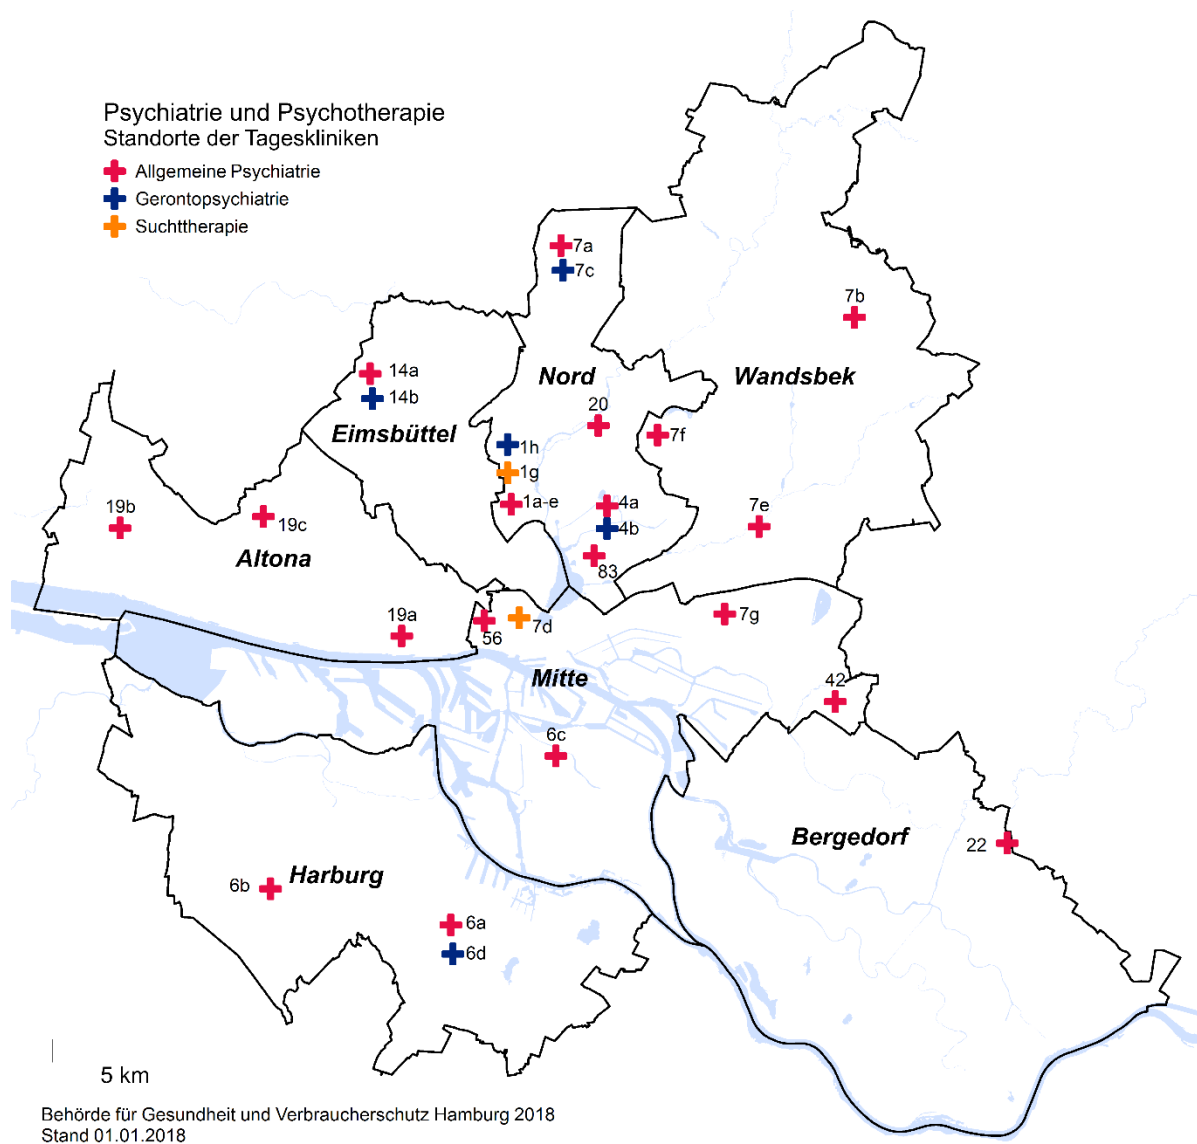 Psychiatrie und Psychotherapie
Standorte der Tageskliniken
Allgemeine Psychiatrie
Gerontopsychiatrie
Suchttherapie
7a
7c
7b
14a
14b
Nord
Wandsbek
20
Eimsbüttel
7f
1h
1g
1a-e
4a
4b
7e
19b
19c
83
Altona
19a
56
7d
7g
Mitte
42
6c
Bergedorf
22
Harburg
6b
6a
6d
5 km
Behörde für Gesundheit und Verbraucherschutz Hamburg 2018
Stand 01.01.2018